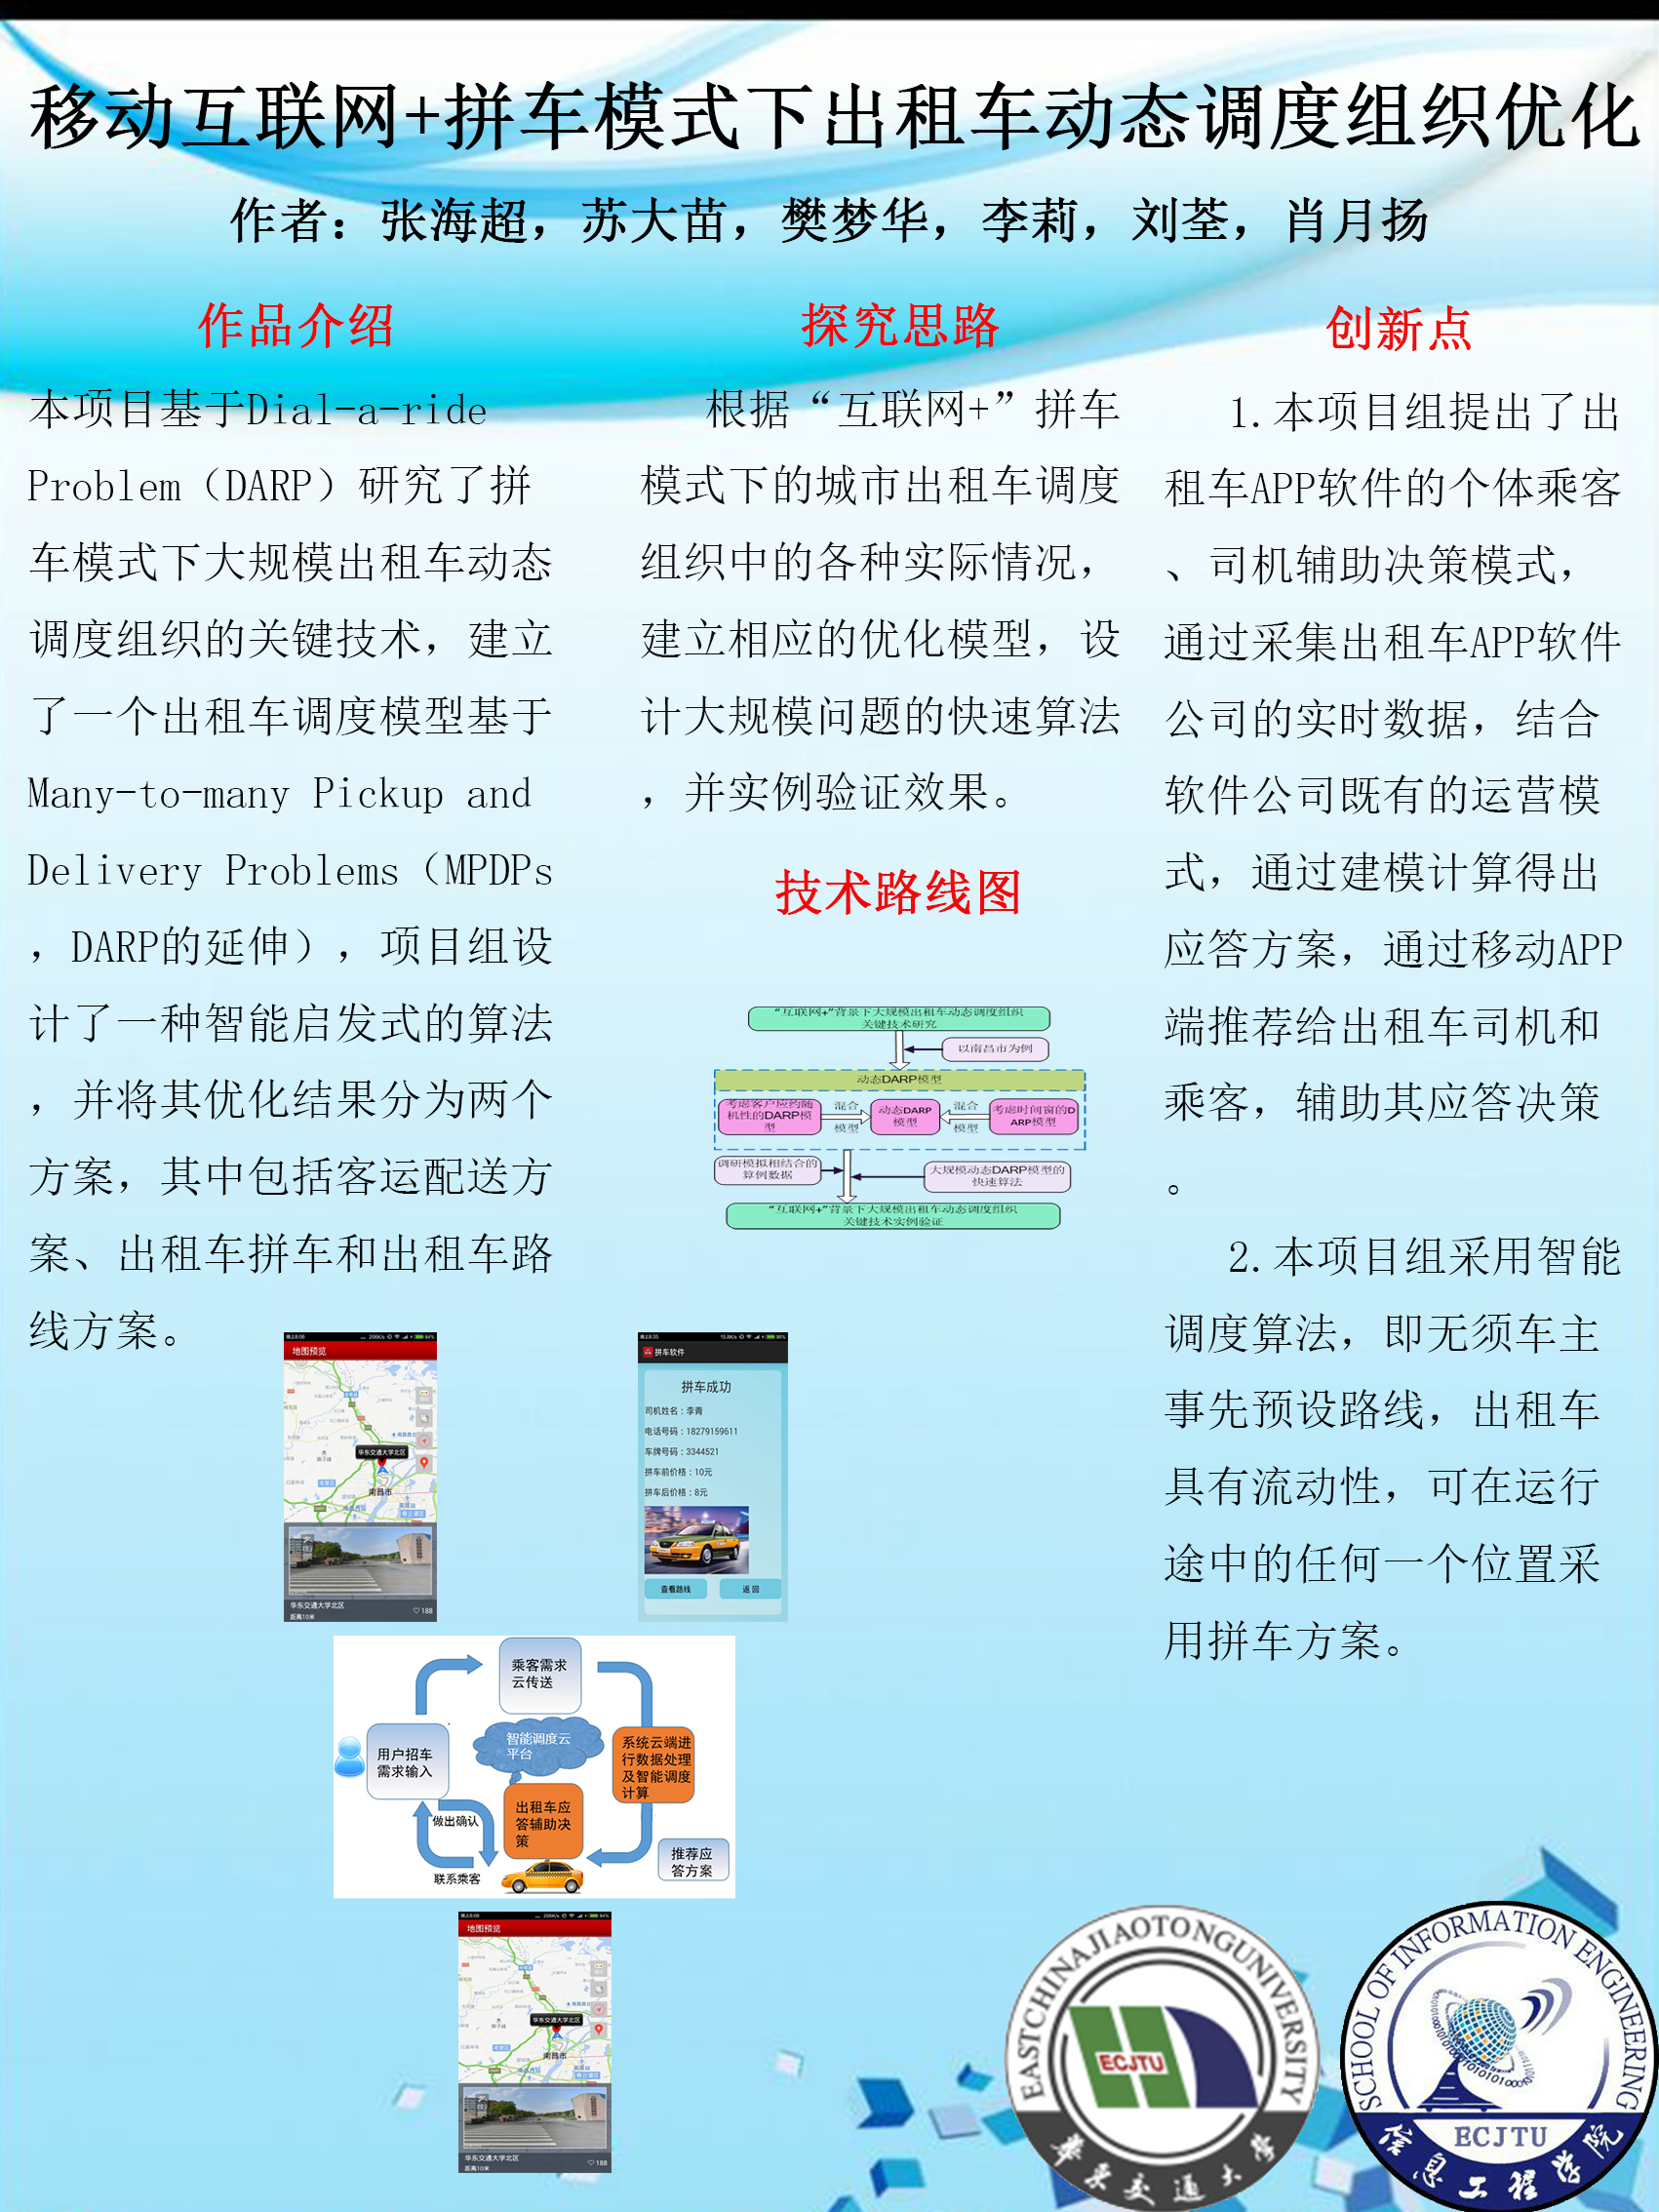 移动互联网+拼车模式下出租车动态调度组织优化
作者：张海超，苏大苗，樊梦华，李莉，刘荃，肖月扬
作品介绍
本项目基于Dial-a-ride
Problem（DARP）研究了拼
车模式下大规模出租车动态
调度组织的关键技术，建立
了一个出租车调度模型基于
Many-to-many Pickup and
Delivery Problems（MPDPs
，DARP的延伸），项目组设
计了一种智能启发式的算法
，并将其优化结果分为两个
方案，其中包括客运配送方
案、出租车拼车和出租车路
线方案。
探究思路
根据“互联网+”拼车
模式下的城市出租车调度
组织中的各种实际情况，
建立相应的优化模型，设
计大规模问题的快速算法
，并实例验证效果。
技术路线图
“互联网+”背景下大规模出租车动态调度组织
关键技术研究
以南昌市为例
动态DARP模型
考虑客户应约随
机性的DARP模
型
混合
模型
动态DARP
模型
混合
模型
考虑时间窗的D
ARP模型
调研模拟相结合的
算例数据
大规模动态DARP模型的
快速算法
“互联网+”背景下大规模出租车动态调度组织
关键技术实例验证
创新点
1.本项目组提出了出
租车APP软件的个体乘客
、司机辅助决策模式，
通过采集出租车APP软件
公司的实时数据，结合
软件公司既有的运营模
式，通过建模计算得出
应答方案，通过移动APP
端推荐给出租车司机和
乘客，辅助其应答决策
。
2.本项目组采用智能
调度算法，即无须车主
事先预设路线，出租车
具有流动性，可在运行
途中的任何一个位置采
用拼车方案。
地图预览
华东交通大学北区
南昌市
华东交通大学北区
距离10米
188
拼车软件
拼车成功
司机姓名：李青
电话号码：18279159611
车牌号码：3344521
拼车前价格：10元
拼车后价格：8元
查看路线
返回
乘客需求
云传送
智能调度云
平台
用户招车
需求输入
系统云端进
行数据处理
及智能调度
计算
出租车应
答辅助决
策
做出确认
联系乘客
推荐应
答方案
地图预览
华东交通大学北区
南昌市
华东交通大学北区
距离10米
188
EASTCHINAJIAOTONGUNIVERSITY
ECJTU
华东交通大学
SCHOOL OF INFORMATION ENGINEERING
ECJTU
信息工程学院